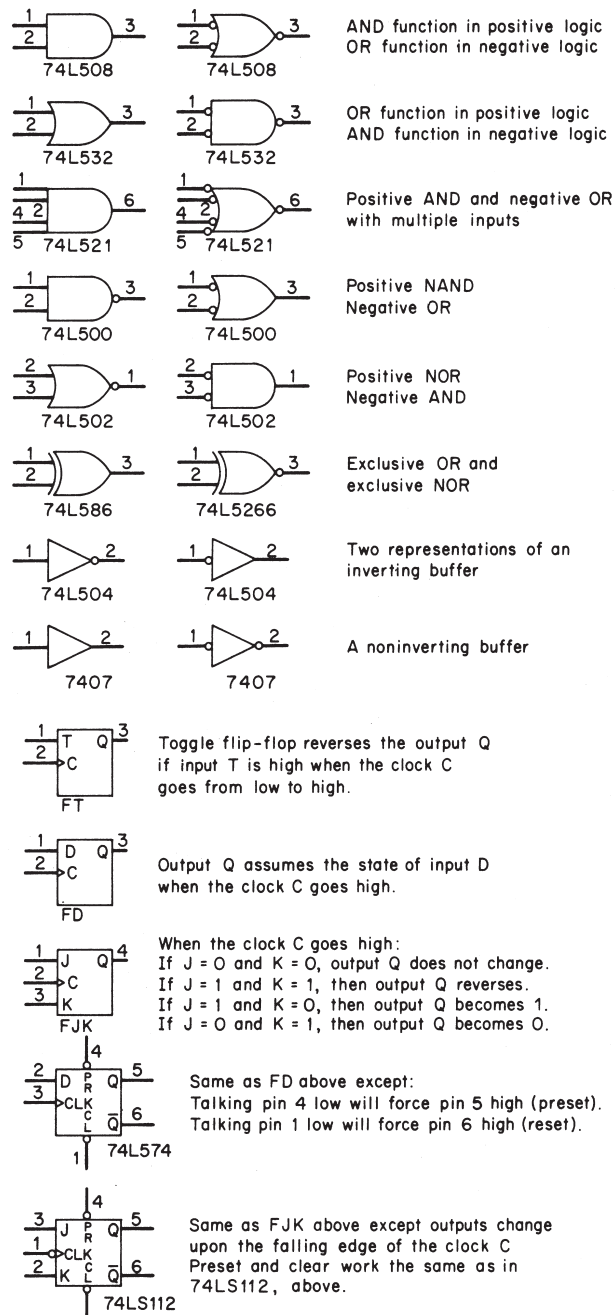 1
2
3
74L508
1
2
3
74L508
AND function in positive logic
OR function in negative logic
1
2
3
74L532
1
2
3
74L532
OR function in positive logic
AND function in negative logic
1
2
4
5
6
74L521
1
2
4
5
6
74L521
Positive AND and negative OR
with multiple inputs
1
2
3
74L500
1
2
3
74L500
Positive NAND
Negative OR
2
3
1
74L502
2
3
1
74L502
Positive NOR
Negative AND
1
2
3
74L586
1
2
3
74L5266
Exclusive OR and
exclusive NOR
1
2
74L504
1
2
74L504
Two representations of an
inverting buffer
1
2
7407
1
2
7407
A noninverting buffer
1 T Q 3
2 C
FT
Toggle flip-flop reverses the output Q
if input T is high when the clock C
goes from low to high.
1 D Q 3
2 C
FD
Output Q assumes the state of input D
when the clock C goes high.
1 J Q 4
2 C
3 K
FJK
When the clock C goes high:
If J = 0 and K = 0, output Q does not change.
If J = 1 and K = 1, then output Q reverses.
If J = 1 and K = 0, then output Q becomes 1.
If J = 0 and K = 1, then output Q becomes 0.
4
2 D PR Q 5
3 CLK
CL Q̅ 6
1
74L574
Same as FD above except:
Talking pin 4 low will force pin 5 high (preset).
Talking pin 1 low will force pin 6 high (reset).
4
3 J PR Q 5
1 CLK
2 K CL Q̅ 6
74LS112
Same as FJK above except outputs change
upon the falling edge of the clock C
Preset and clear work the same as in
74LS112, above.